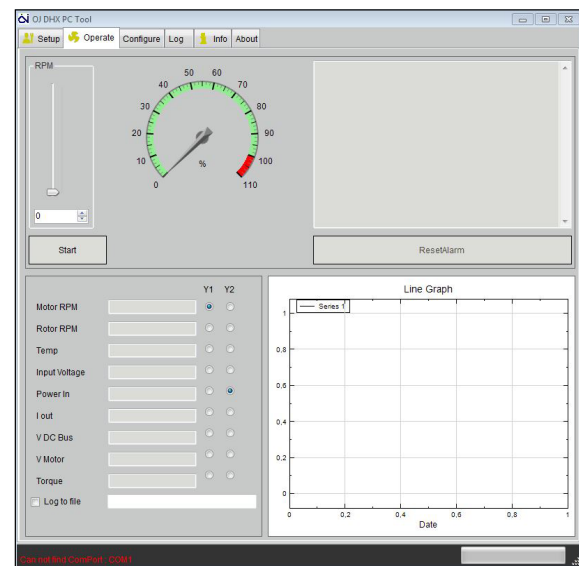 OJ DHX PC Tool
Setup Operate Configure Log Info About
RPM
0
Start
0 10 20 30 40 50 60 70 80 90 100 110
%
ResetAlarm
Y1 Y2
Motor RPM
Rotor RPM
Temp
Input Voltage
Power In
I out
V DC Bus
V Motor
Torque
Log to file
Line Graph
Series 1
1
0,8
0,6
0,4
0,2
0
0 0,2 0,4 0,6 0,8 1
Date
Can not find ComPort : COM1